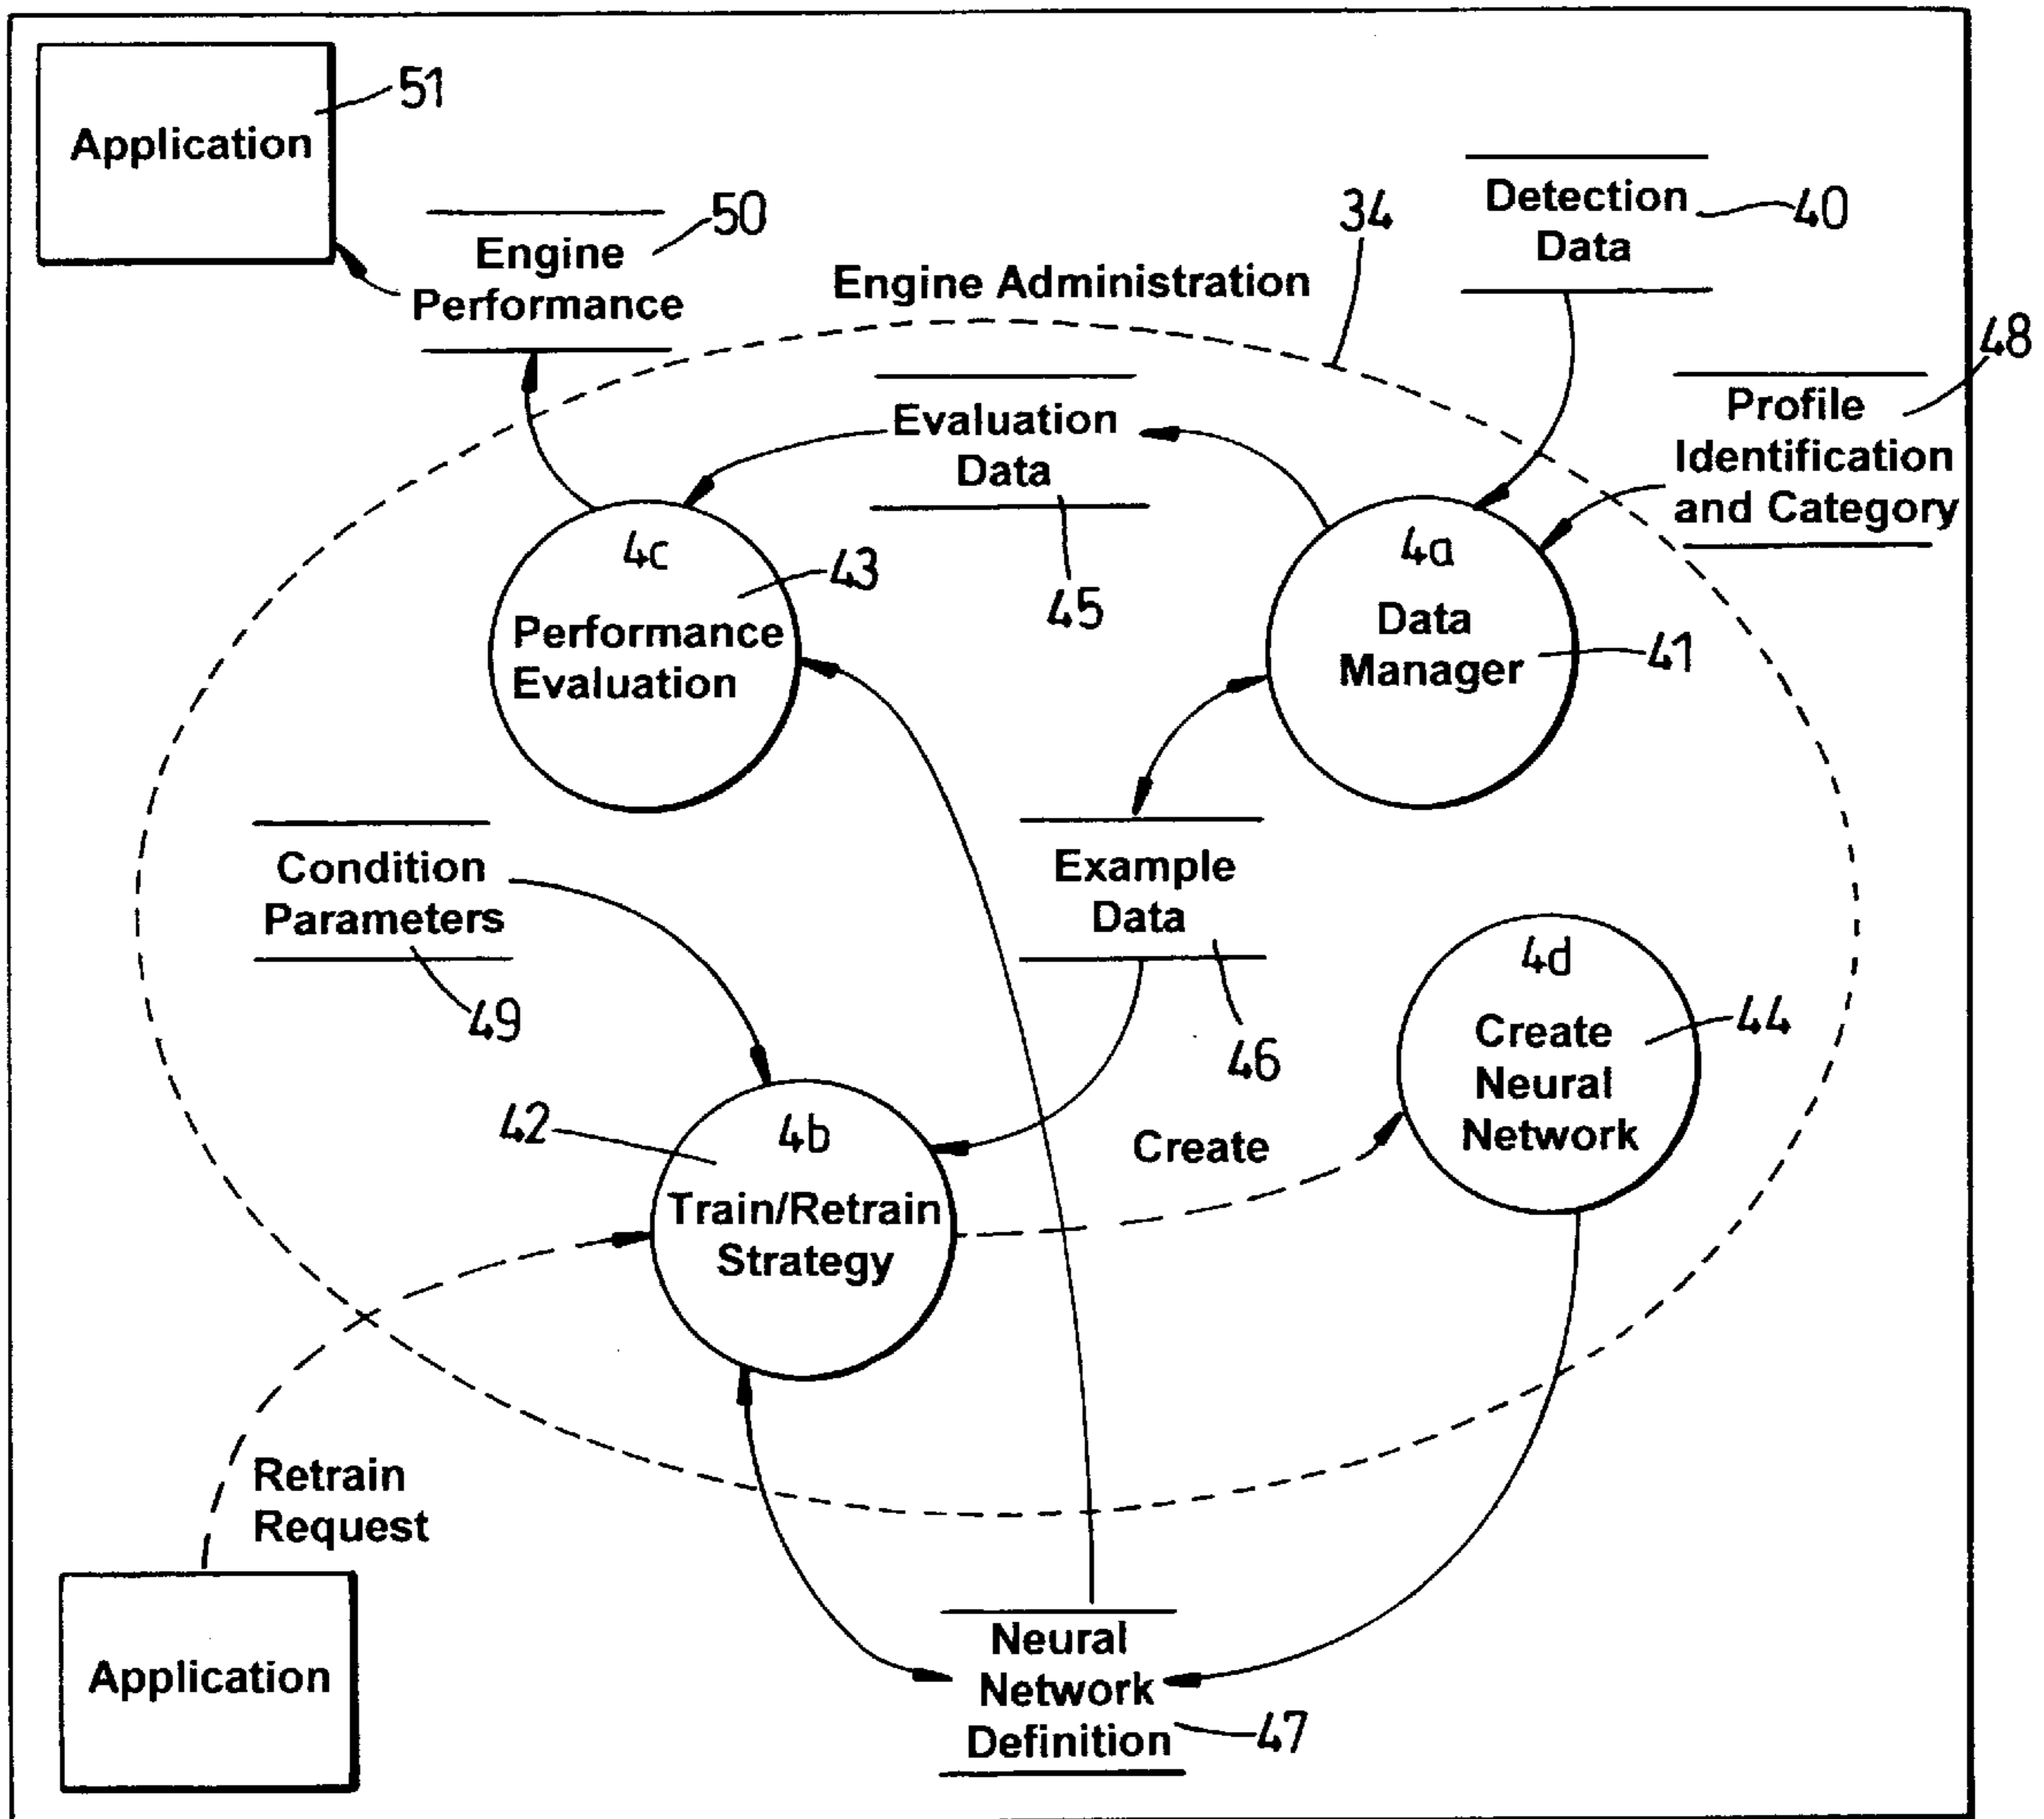 Application
51
Engine
Performance
50
Engine Administration
34
Detection
Data
40
48
Profile
Identification
and Category
Evaluation
Data
45
4c
Performance
Evaluation
43
4a
Data
Manager
41
Condition
Parameters
49
Example
Data
46
4d
Create
Neural
Network
44
42
4b
Train/Retrain
Strategy
Create
Retrain
Request
Application
Neural
Network
Definition
47